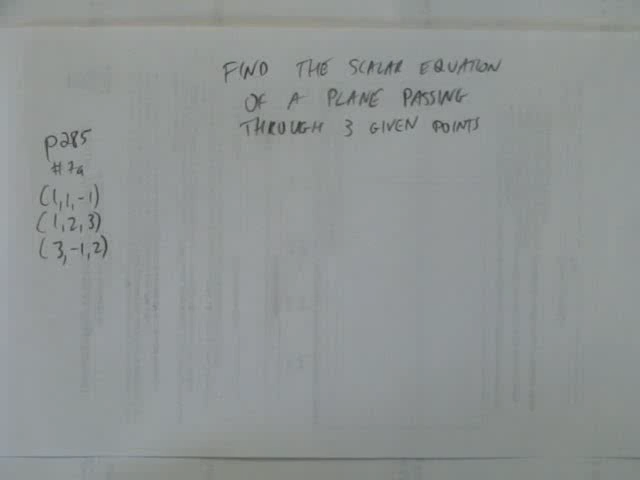 FIND THE SCALAR EQUATION
OF A PLANE PASSING
THROUGH 3 GIVEN POINTS
p285
#7a
(1,1,-1)
(1,2,3)
(3,-1,2)